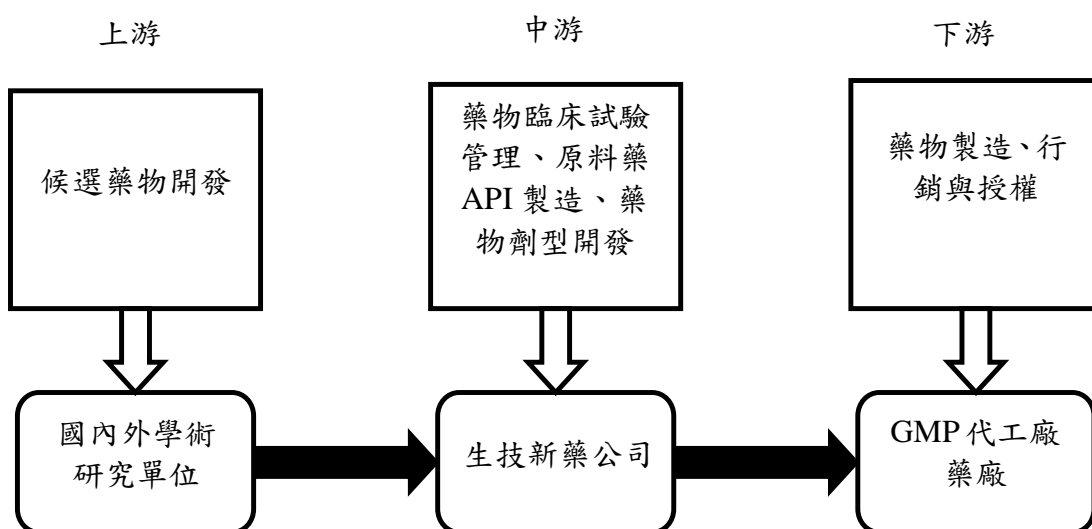 上游
中游
下游
候選藥物開發
藥物臨床試驗
管理、原料藥
API 製造、藥
物劑型開發
藥物製造、行
銷與授權
國內外學術
研究單位
生技新藥公司
GMP 代工廠
藥廠